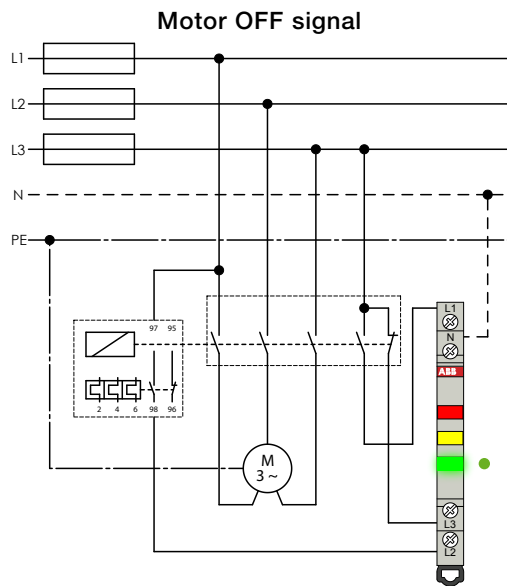 Motor OFF signal
L1
L2
L3
N
PE
97 95
L1
N
ABB
2 4 6 98 96
M
3 ~
L3
L2